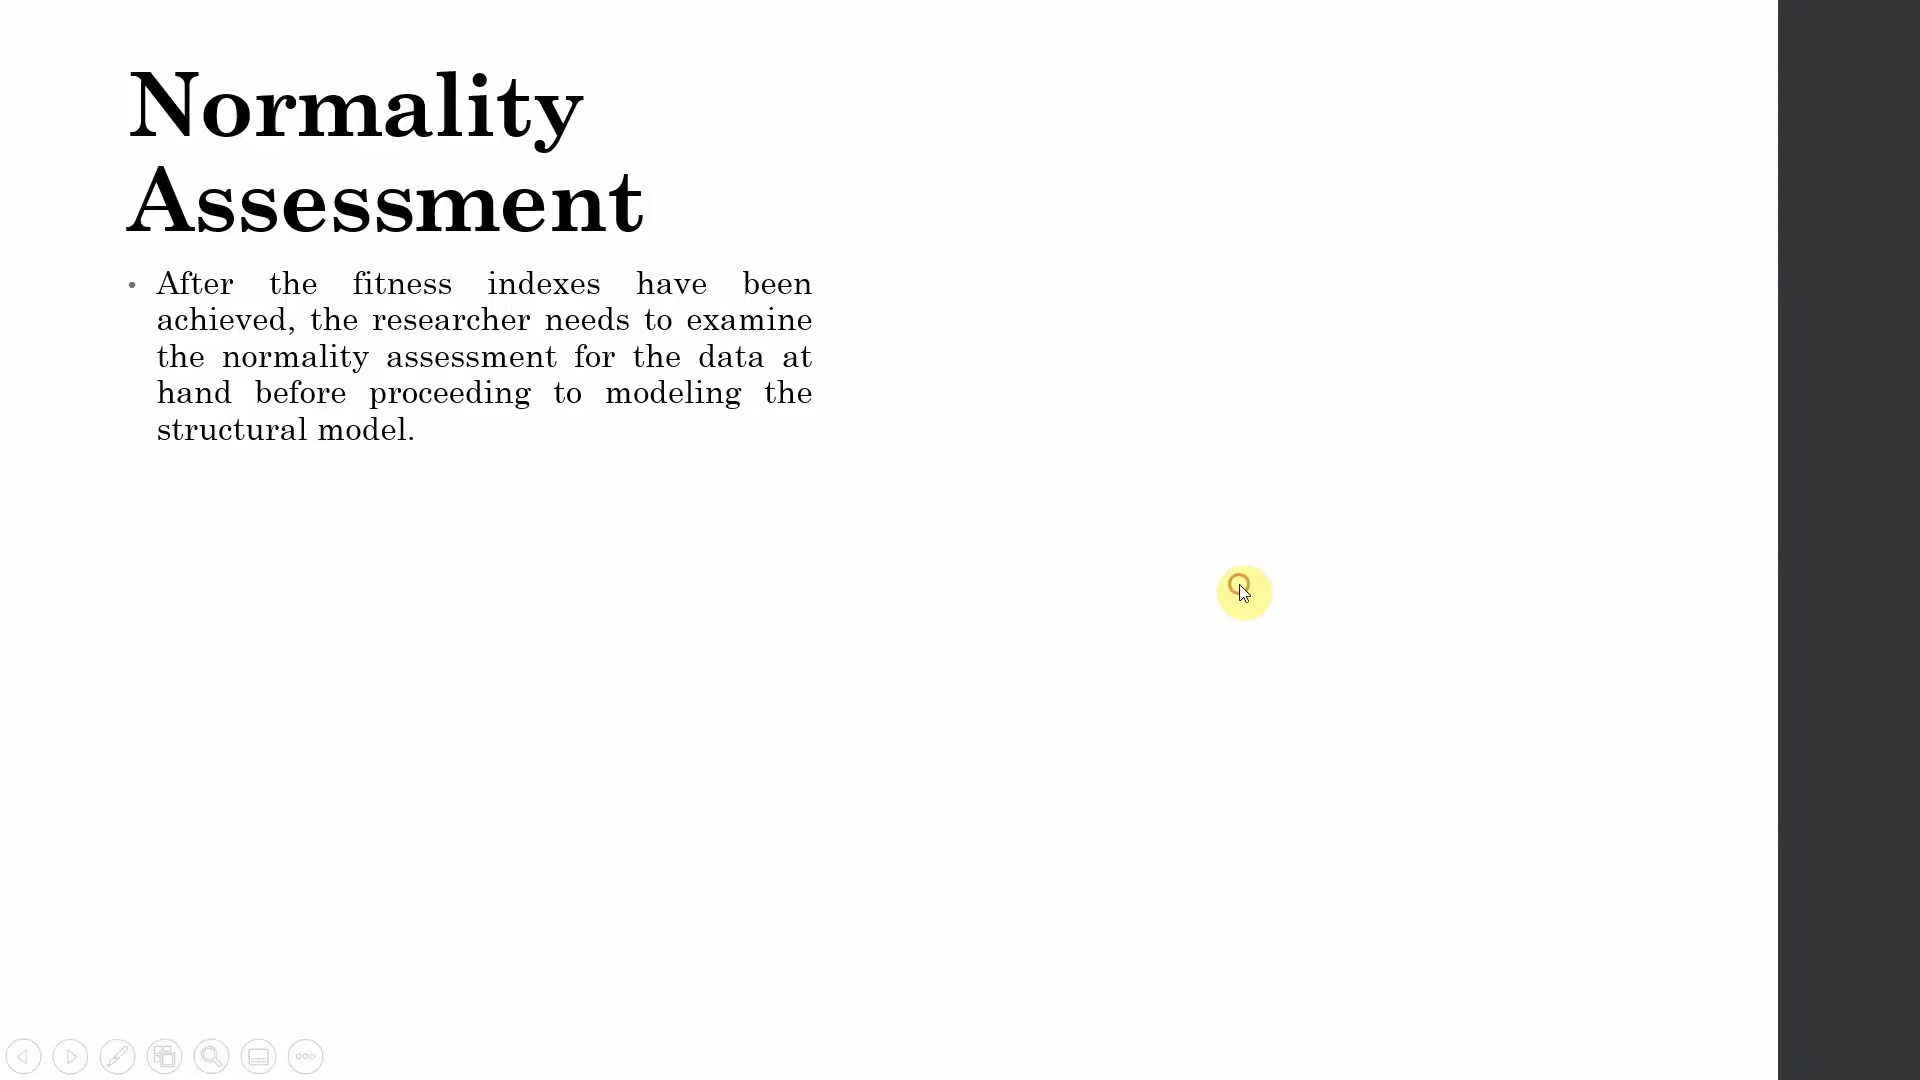 Normality
Assessment
• After the fitness indexes have been
achieved, the researcher needs to examine
the normality assessment for the data at
hand before proceeding to modeling the
structural model.